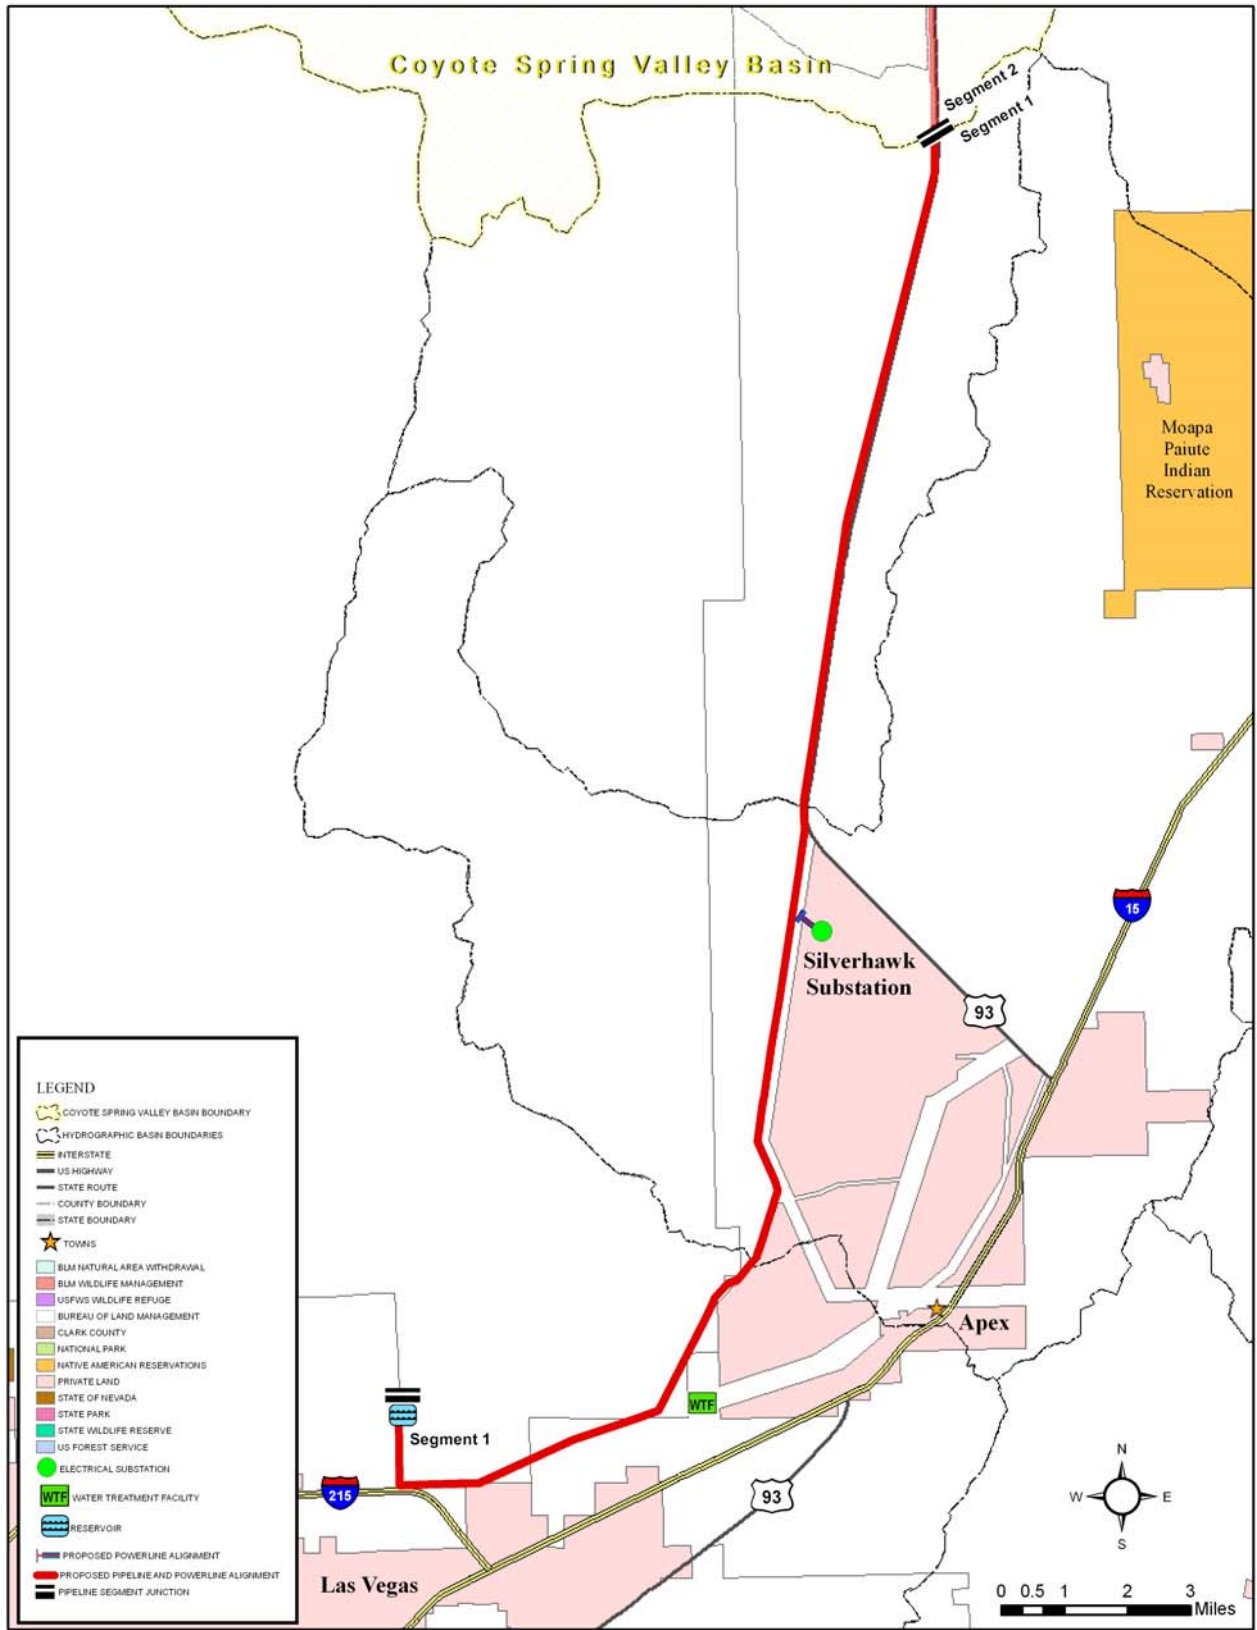 Coyote Spring Valley Basin
Segment 2
Segment 1
Moapa
Paiute
Indian
Reservation
15
Silverhawk
Substation
93
Apex
WTF
Segment 1
215
93
Las Vegas
LEGEND
COYOTE SPRING VALLEY BASIN BOUNDARY
HYDROGRAPHIC BASIN BOUNDARIES
INTERSTATE
US HIGHWAY
STATE ROUTE
COUNTY BOUNDARY
STATE BOUNDARY
TOWNS
BLM NATURAL AREA WITHDRAWAL
BLM WILDLIFE MANAGEMENT
USFWS WILDLIFE REFUGE
BUREAU OF LAND MANAGEMENT
CLARK COUNTY
NATIONAL PARK
NATIVE AMERICAN RESERVATIONS
PRIVATE LAND
STATE OF NEVADA
STATE PARK
STATE WILDLIFE RESERVE
US FOREST SERVICE
ELECTRICAL SUBSTATION
WTF WATER TREATMENT FACILITY
RESERVOIR
PROPOSED POWERLINE ALIGNMENT
PROPOSED PIPELINE AND POWERLINE ALIGNMENT
PIPELINE SEGMENT JUNCTION
N
W E
S
0 0.5 1 2 3
Miles